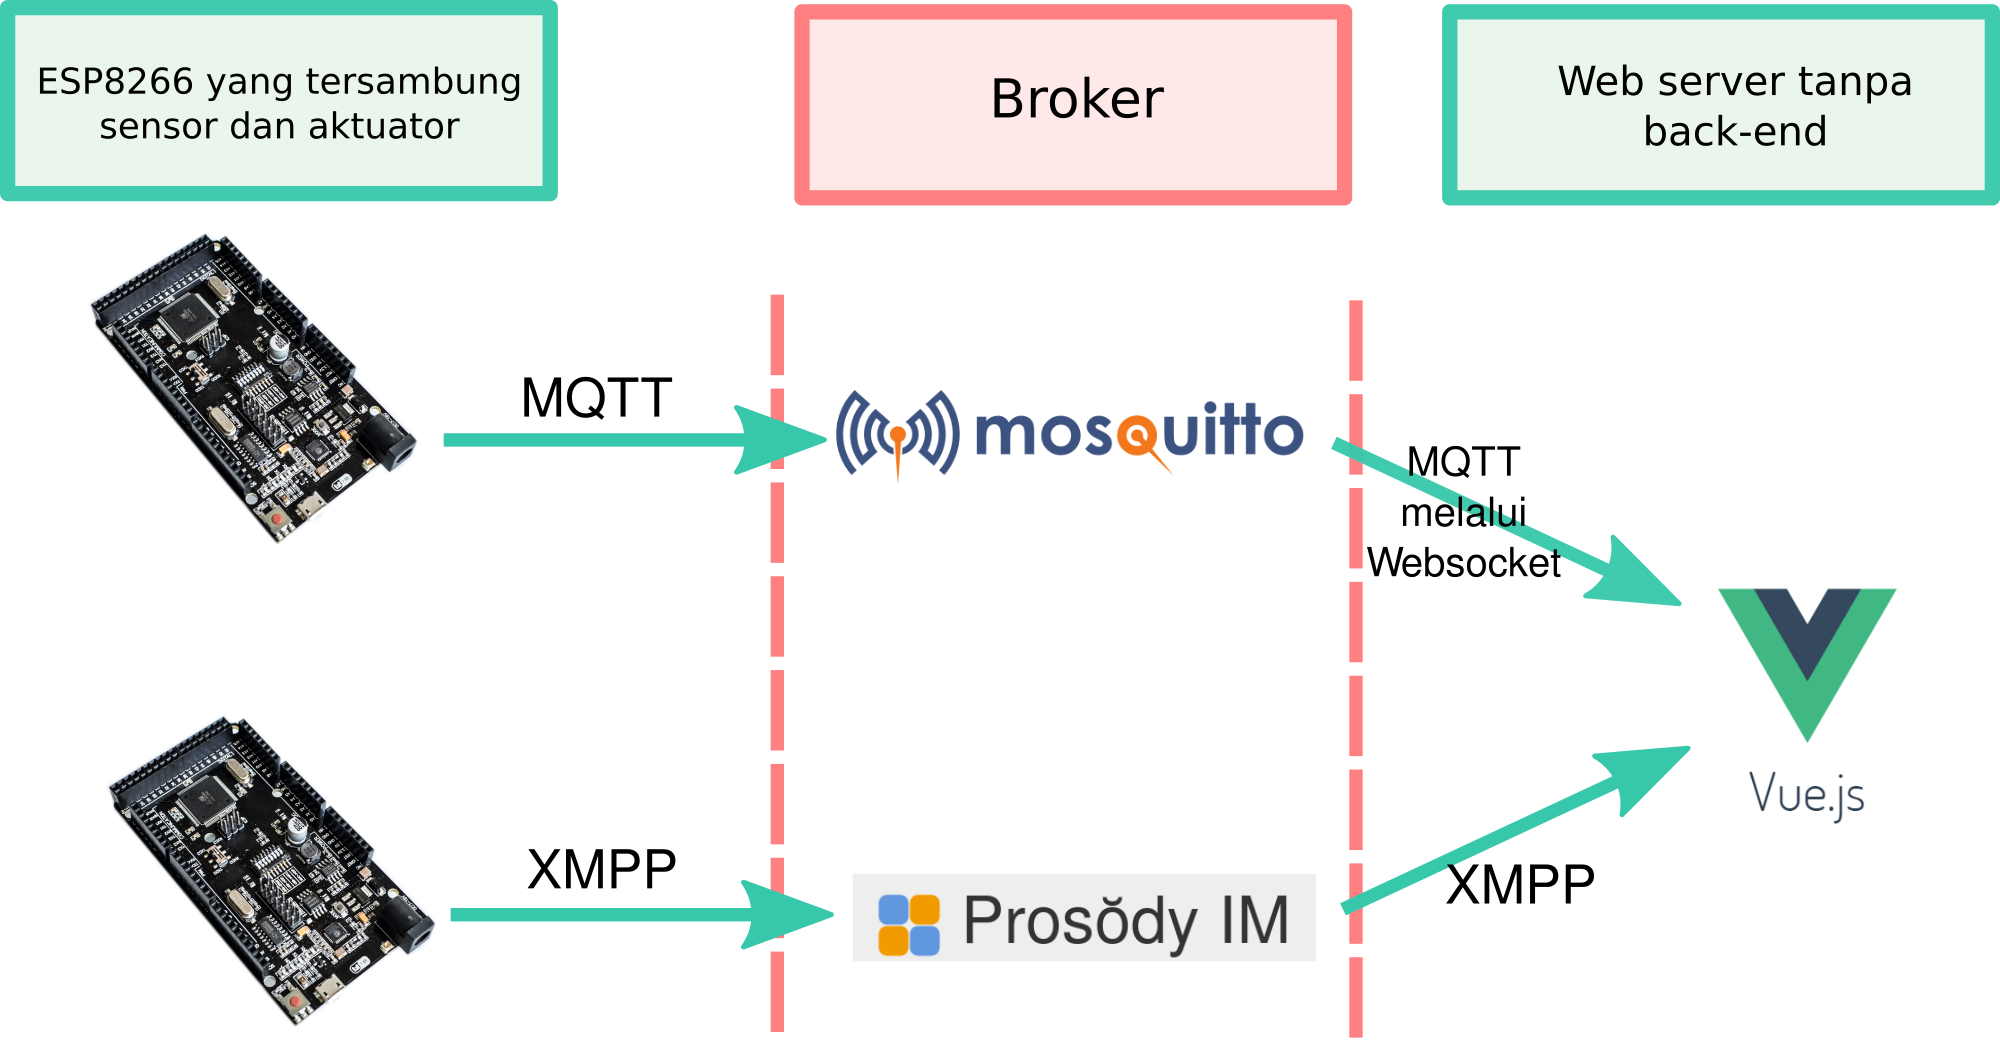 ESP8266 yang tersambung
sensor dan aktuator
Broker
Web server tanpa
back-end
MQTT
mosquitto
MQTT
melalui
Websocket
Vue.js
XMPP
Prosŏdy IM
XMPP